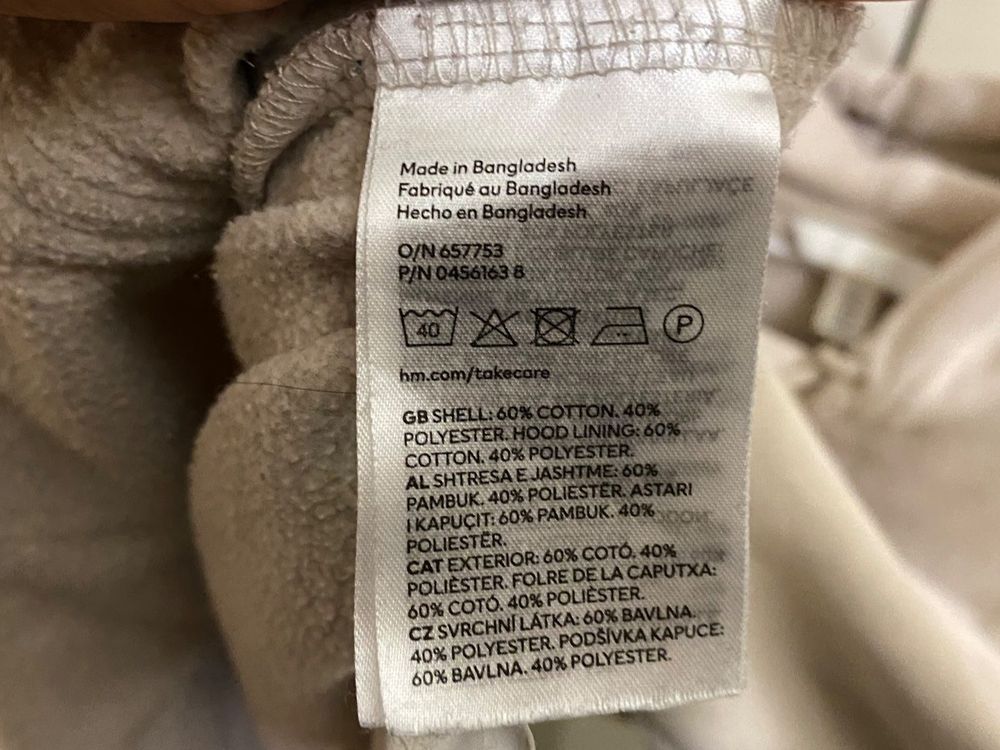 Made in Bangladesh
Fabriqué au Bangladesh
Hecho en Bangladesh
O/N 657753
P/N 0456163 8
40
P
hm.com/takecare
GB SHELL: 60% COTTON. 40%
POLYESTER. HOOD LINING: 60%
COTTON. 40% POLYESTER.
AL SHTRESA E JASHTME: 60%
PAMBUK. 40% POLIESTËR. ASTARI
I KAPUÇIT: 60% PAMBUK. 40%
POLIESTËR.
CAT EXTERIOR: 60% COTÓ. 40%
POLIÈSTER. FOLRE DE LA CAPUTXA:
60% COTÓ. 40% POLIÈSTER.
CZ SVRCHNÍ LÁTKA: 60% BAVLNA.
40% POLYESTER. PODŠÍVKA KAPUCE:
60% BAVLNA. 40% POLYESTER.